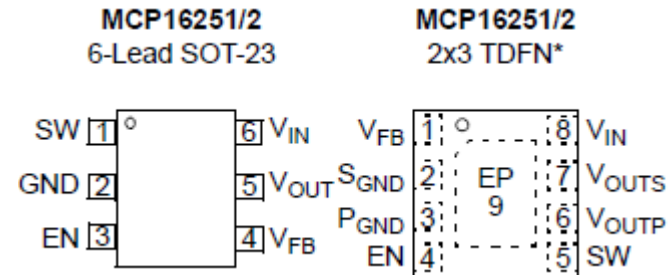 MCP16251/2 MCP16251/2
6-Lead SOT-23 2x3 TDFN*
SW 1 6 VIN VFB 1 8 VIN
GND 2 5 VOUT SGND 2 EP 7 VOUTS
PGND 3 9 6 VOUTP
EN 3 4 VFB EN 4 5 SW